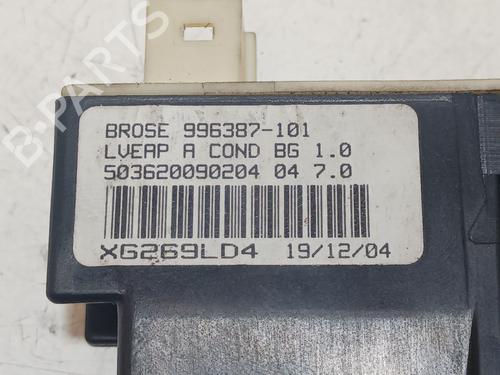 B-PARTS
BROSE 996387-101
LVEAP A COND BG 1.0
503620090204 04 7.0
XG269LD4 19/12/04